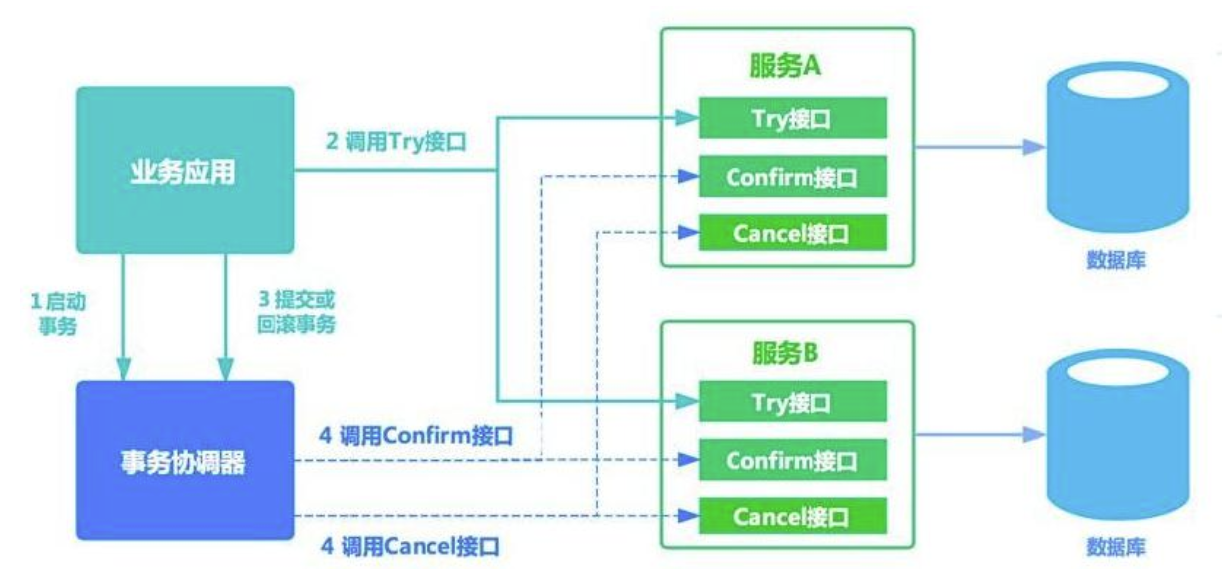 业务应用
1 启动
事务
3 提交或
回滚事务
事务协调器
2 调用Try接口
4 调用Confirm接口
4 调用Cancel接口
服务A
Try接口
Confirm接口
Cancel接口
数据库
服务B
Try接口
Confirm接口
Cancel接口
数据库